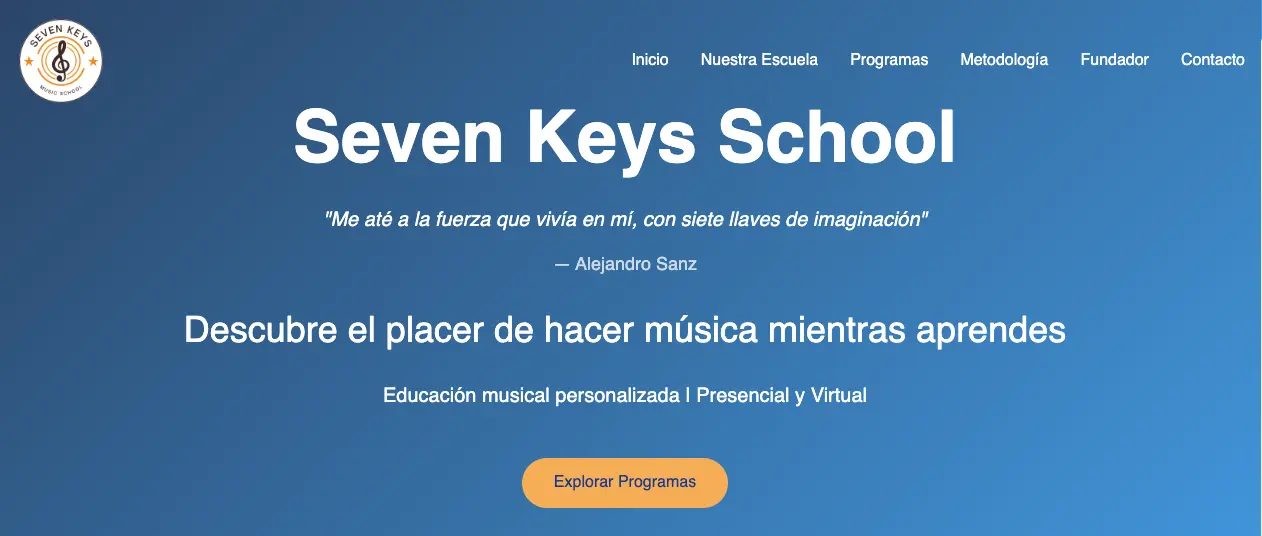 SEVEN KEYS
MUSIC SCHOOL
Inicio Nuestra Escuela Programas Metodología Fundador Contacto
Seven Keys School
"Me até a la fuerza que vivía en mí, con siete llaves de imaginación"
— Alejandro Sanz
Descubre el placer de hacer música mientras aprendes
Educación musical personalizada | Presencial y Virtual
Explorar Programas